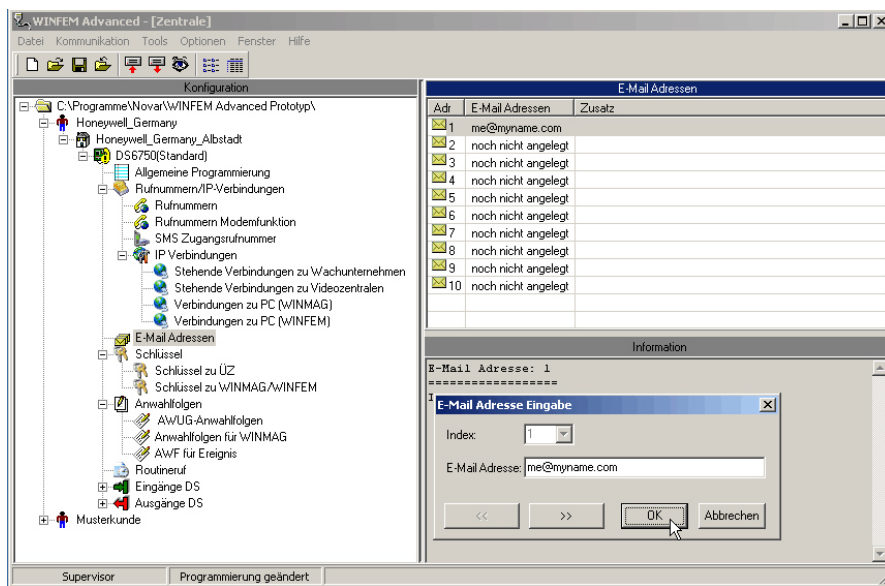 WINFEM Advanced - [Zentrale]
Datei Kommunikation Tools Optionen Fenster Hilfe
Konfiguration
C:\Programme\Novar\WINFEM Advanced Prototyp\
Honeywell_Germany
Honeywell_Germany_Albstadt
DS6750(Standard)
Allgemeine Programmierung
Rufnummern/IP-Verbindungen
Rufnummern
Rufnummern Modemfunktion
SMS Zugangsrufnummer
IP Verbindungen
Stehende Verbindungen zu Wachunternehmen
Stehende Verbindungen zu Videozentralen
Verbindungen zu PC (WINMAG)
Verbindungen zu PC (WINFEM)
E-Mail Adressen
Schlüssel
Schlüssel zu ÜZ
Schlüssel zu WINMAG/WINFEM
Anwahlfolgen
AWUG-Anwahlfolgen
Anwahlfolgen für WINMAG
AWF für Ereignis
Routineruf
Eingänge DS
Ausgänge DS
Musterkunde
E-Mail Adressen
Adr E-Mail Adressen Zusatz
1 me@myname.com
2 noch nicht angelegt
3 noch nicht angelegt
4 noch nicht angelegt
5 noch nicht angelegt
6 noch nicht angelegt
7 noch nicht angelegt
8 noch nicht angelegt
9 noch nicht angelegt
10 noch nicht angelegt
Information
E-Mail Adresse: 1
==================
I
E-Mail Adresse Eingabe
Index: 1
E-Mail Adresse: me@myname.com
<< >> OK Abbrechen
Supervisor Programmierung geändert